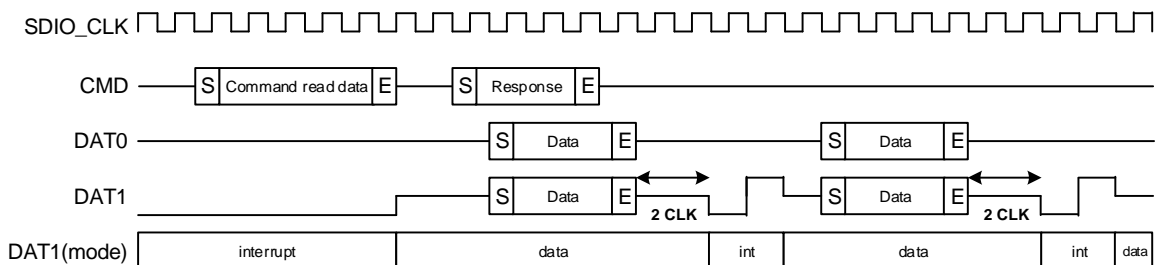 SDIO_CLK
CMD S Command read data E S Response E
DAT0 S Data E S Data E
DAT1 S Data E S Data E
2 CLK 2 CLK
DAT1(mode) interrupt data int data int data